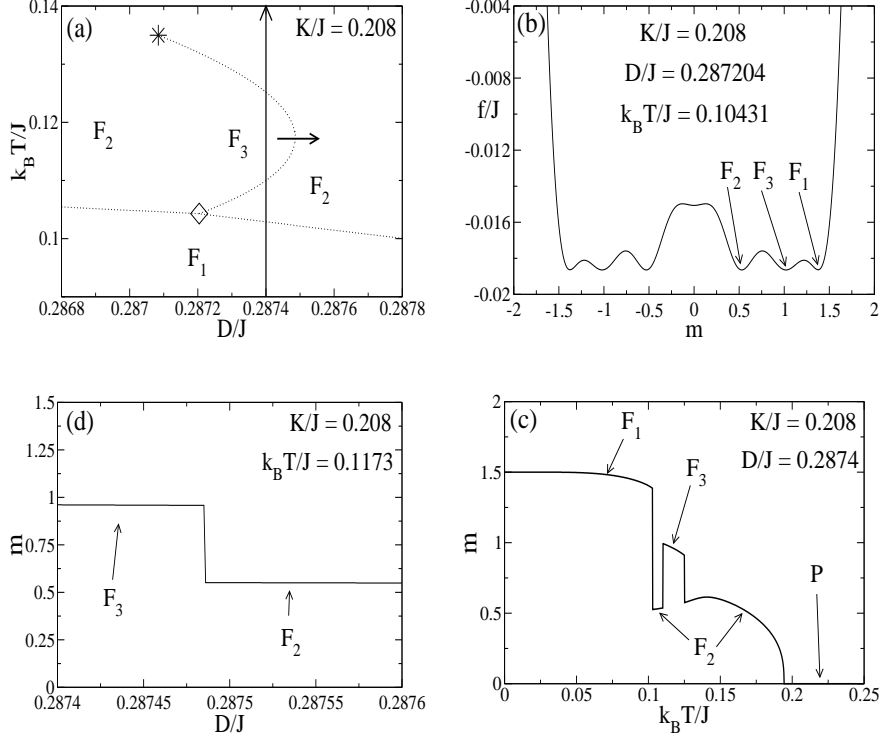 (a)
K/J = 0.208
0.14
0.12
0.1
k_B T/J
F_2
F_3
F_2
F_1
0.2868 0.287 0.2872 0.2874 0.2876 0.2878
D/J
(b)
K/J = 0.208
D/J = 0.287204
k_B T/J = 0.10431
-0.004
-0.008
f/J
-0.012
-0.016
-0.02
F_2 F_3 F_1
-2 -1.5 -1 -0.5 0 0.5 1 1.5 2
m
(d)
K/J = 0.208
k_B T/J = 0.1173
1.5
1.25
1
0.75
0.5
0.25
0
m
F_3
F_2
0.2874 0.28745 0.2875 0.28755 0.2876
D/J
(c)
K/J = 0.208
D/J = 0.2874
2
1.5
1
0.5
0
m
F_1
F_3
P
F_2
0 0.05 0.1 0.15 0.2 0.25
k_B T/J